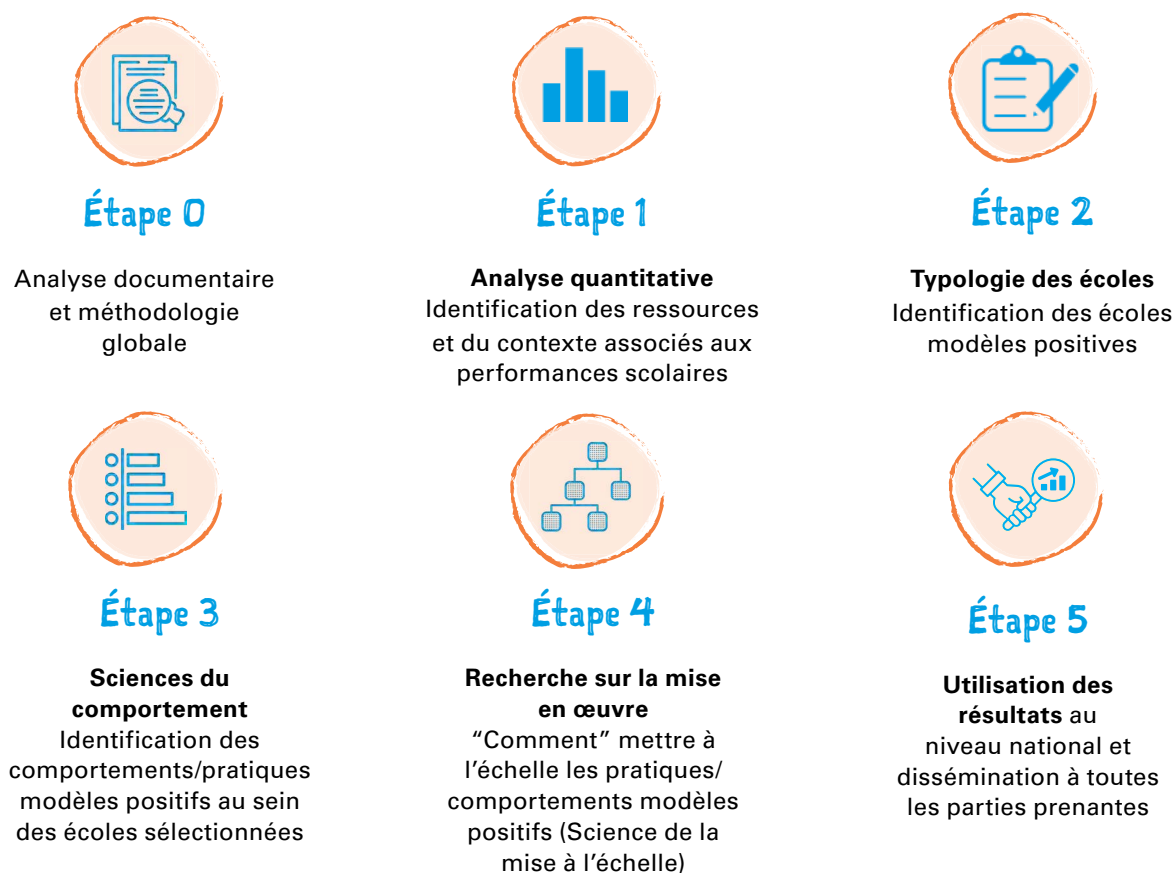 Étape 0
Analyse documentaire
et méthodologie
globale
Étape 1
Analyse quantitative
Identification des ressources
et du contexte associés aux
performances scolaires
Étape 2
Typologie des écoles
Identification des écoles
modèles positives
Étape 3
Sciences du
comportement
Identification des
comportements/pratiques
modèles positifs au sein
des écoles sélectionnées
Étape 4
Recherche sur la mise
en œuvre
“Comment” mettre à
l’échelle les pratiques/
comportements modèles
positifs (Science de la
mise à l’échelle)
Étape 5
Utilisation des
résultats au
niveau national et
dissémination à toutes
les parties prenantes